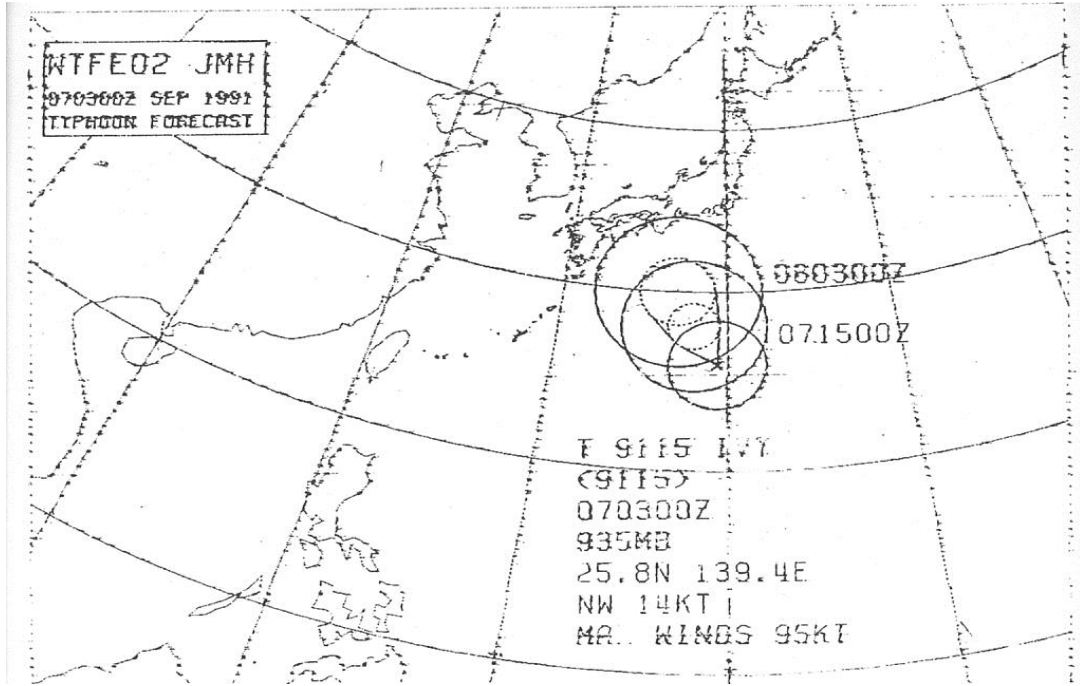 WTFE02 JMH
070300Z SEP 1991
TYPHOON FORECAST
080300Z
071500Z
T 9115 IVY
(9115)
070300Z
935MB
25.8N 139.4E
NW 14KT
WINDS 95KT